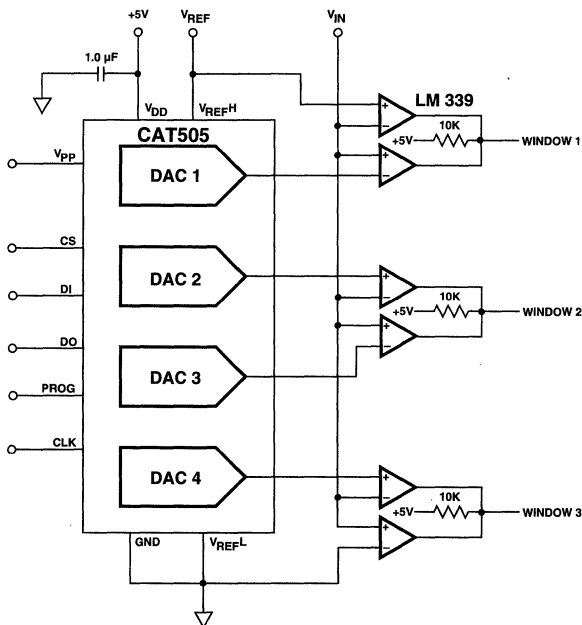 +5V
VREF
VIN
1.0 µF
VDD
VREFH
LM 339
CAT505
10K
+5V
WINDOW 1
VPP
DAC 1
CS
DAC 2
DI
10K
+5V
WINDOW 2
DO
DAC 3
PROG
CLK
DAC 4
10K
+5V
WINDOW 3
GND
VREFL